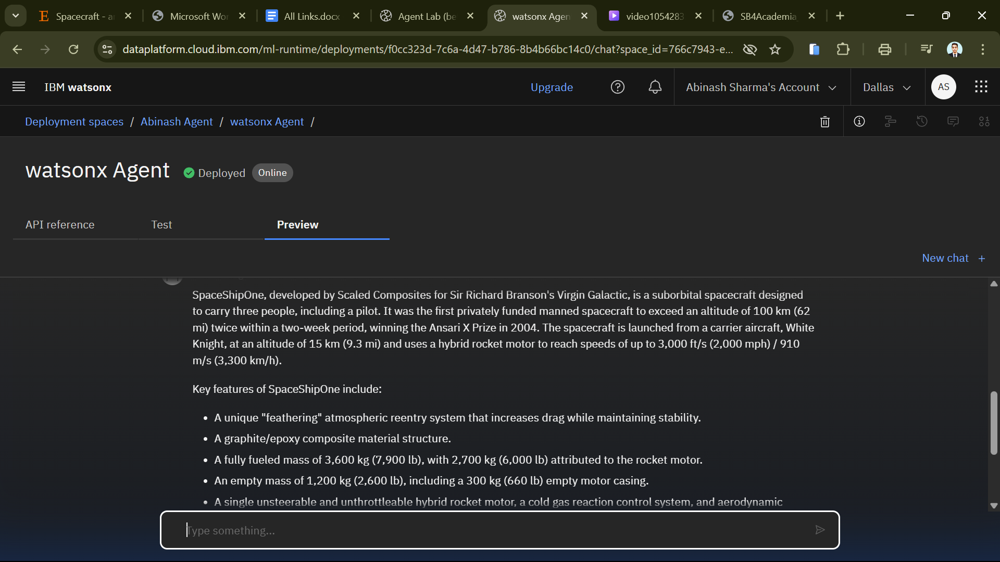 Spacecraft - a
Microsoft Wor
All Links.docx
Agent Lab (be
watsonx Agen
video1054283
SB4Academia
dataplatform.cloud.ibm.com/ml-runtime/deployments/f0cc323d-7c6a-4d47-b786-8b4b66bc14c0/chat?space_id=766c7943-e...
IBM watsonx
Upgrade
Abinash Sharma's Account
Dallas
AS
Deployment spaces / Abinash Agent / watsonx Agent /
watsonx Agent
Deployed
Online
API reference
Test
Preview
New chat +
SpaceShipOne, developed by Scaled Composites for Sir Richard Branson's Virgin Galactic, is a suborbital spacecraft designed
to carry three people, including a pilot. It was the first privately funded manned spacecraft to exceed an altitude of 100 km (62
mi) twice within a two-week period, winning the Ansari X Prize in 2004. The spacecraft is launched from a carrier aircraft, White
Knight, at an altitude of 15 km (9.3 mi) and uses a hybrid rocket motor to reach speeds of up to 3,000 ft/s (2,000 mph) / 910
m/s (3,300 km/h).
Key features of SpaceShipOne include:
• A unique "feathering" atmospheric reentry system that increases drag while maintaining stability.
• A graphite/epoxy composite material structure.
• A fully fueled mass of 3,600 kg (7,900 lb), with 2,700 kg (6,000 lb) attributed to the rocket motor.
• An empty mass of 1,200 kg (2,600 lb), including a 300 kg (660 lb) empty motor casing.
• A single unsteerable and unthrottleable hybrid rocket motor, a cold gas reaction control system, and aerodynamic
Type something...